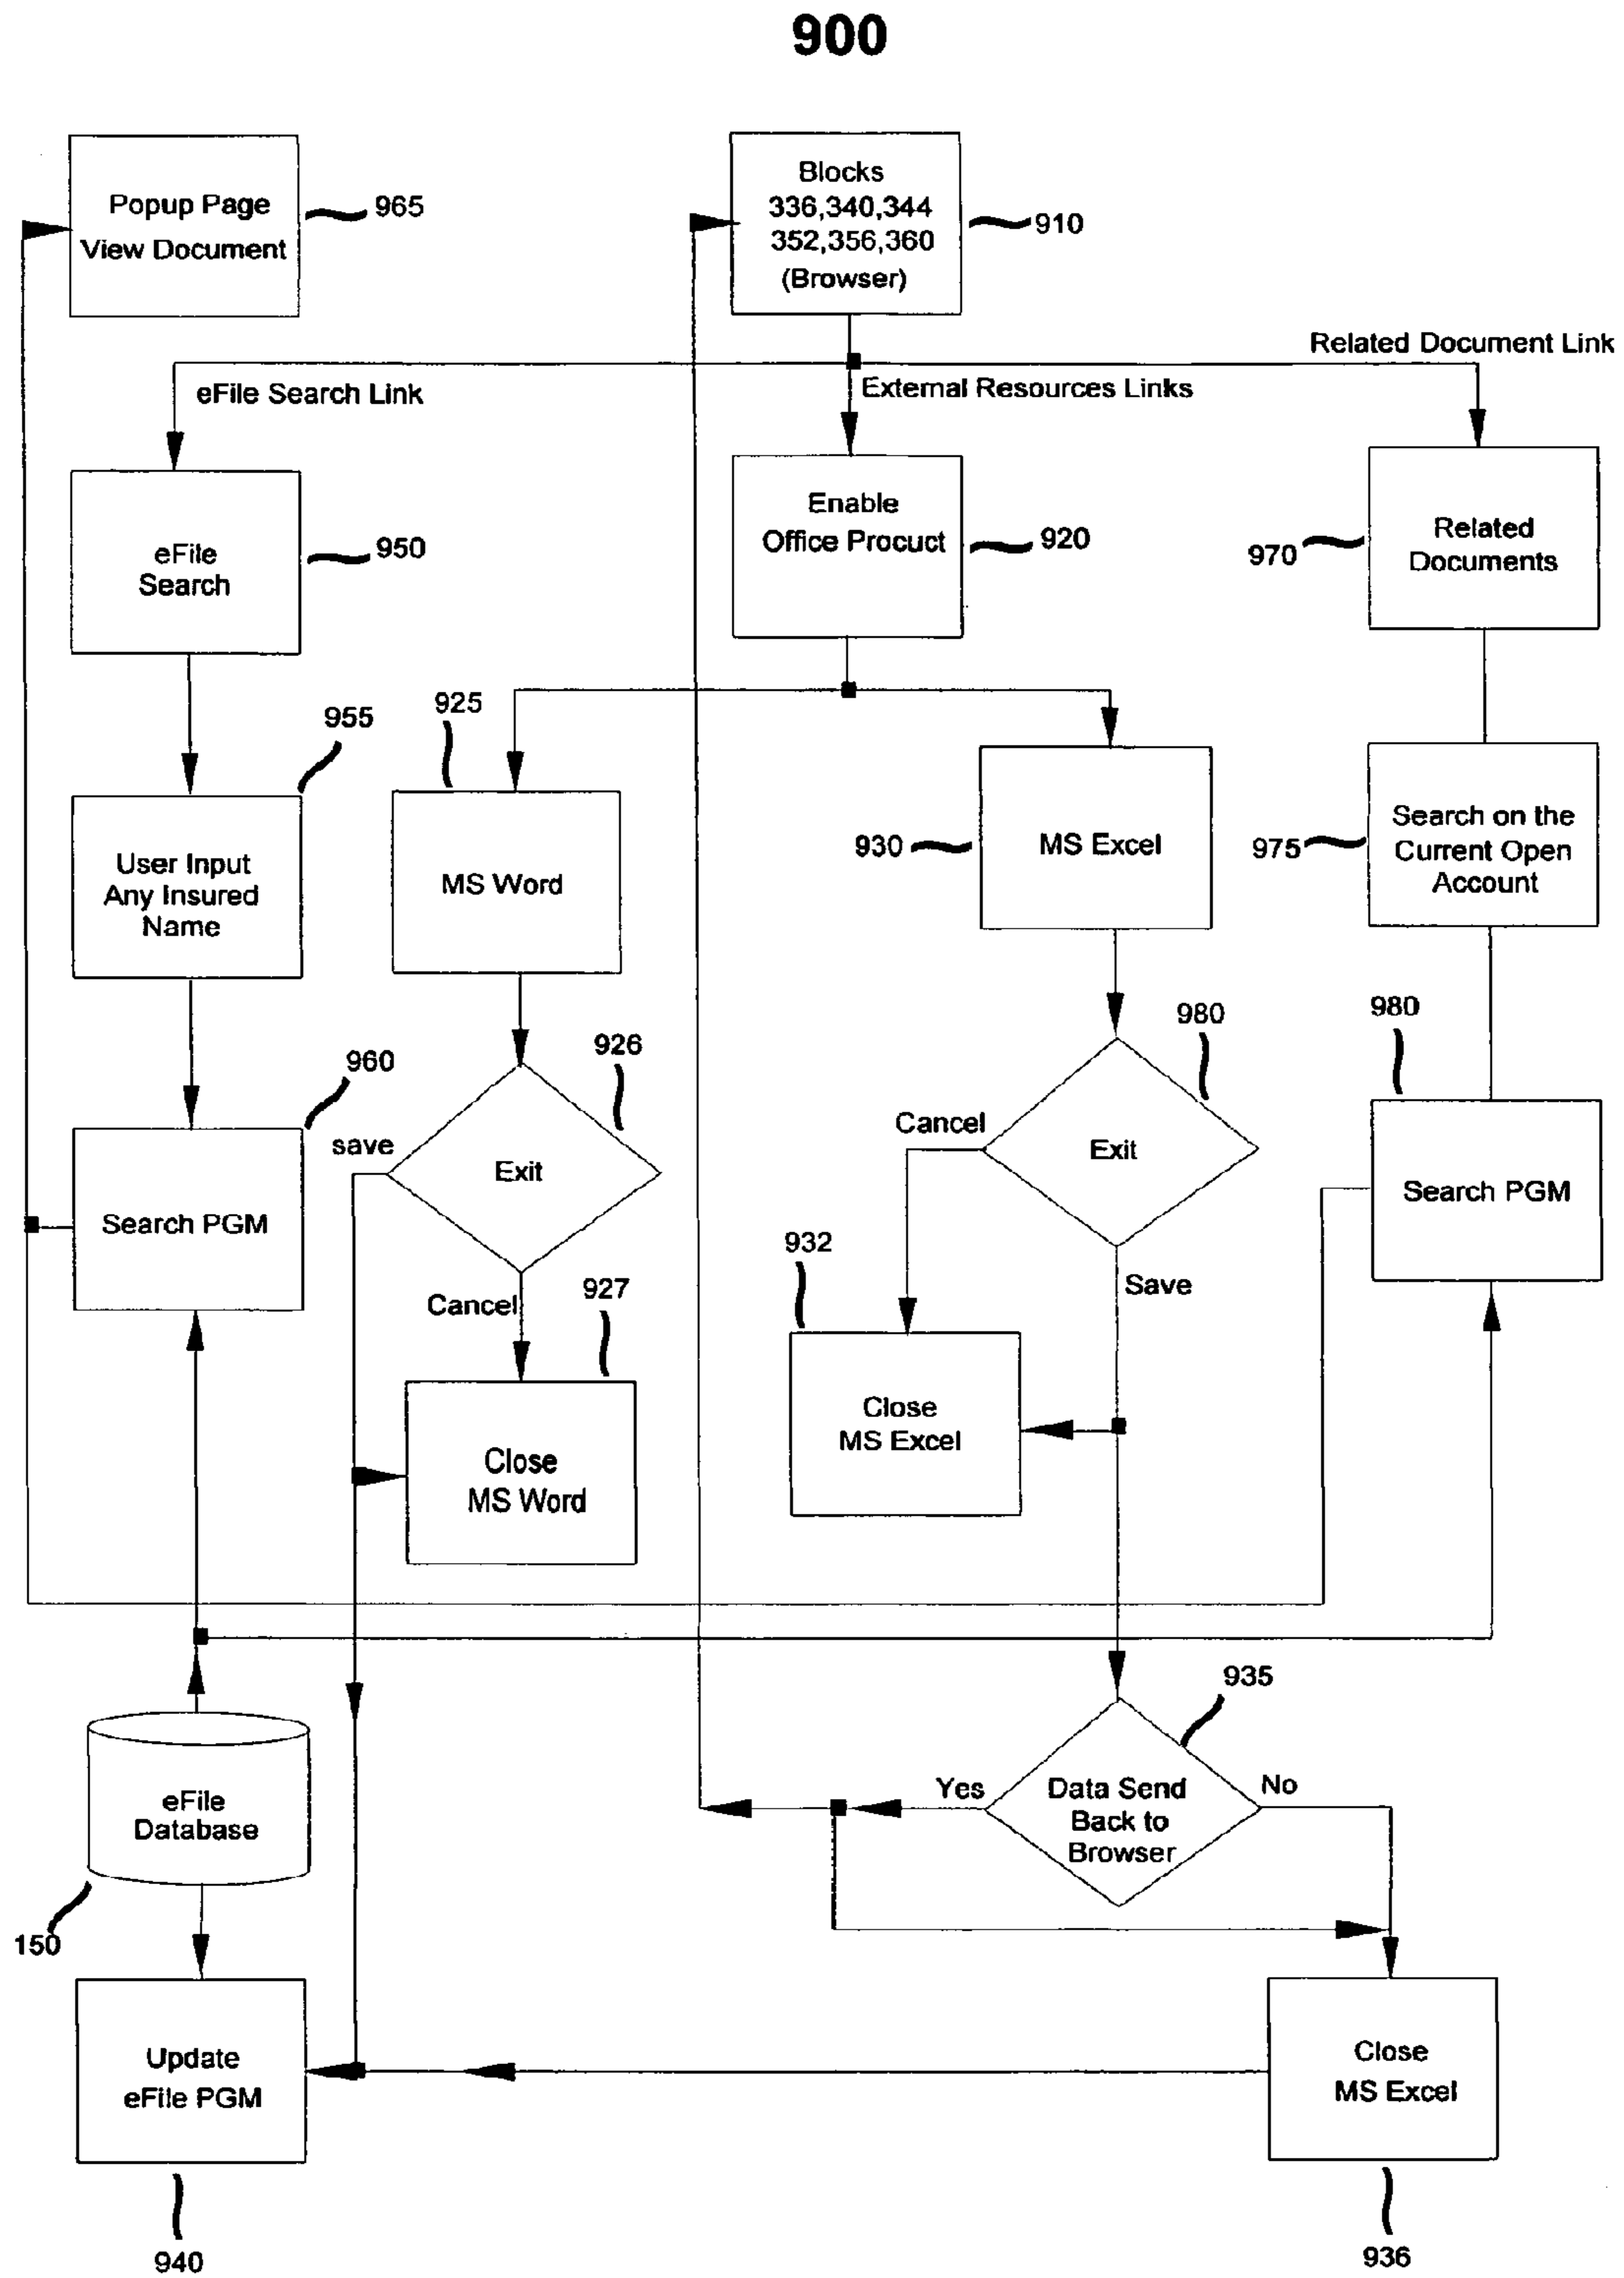 900
Popup Page
View Document
965
Blocks
336,340,344
352,356,360
(Browser)
910
Related Document Link
eFile Search Link
External Resources Links
eFile
Search
950
Enable
Office Procuct
920
970
Related
Documents
955
925
User Input
Any Insured
Name
MS Word
930
MS Excel
975
Search on the
Current Open
Account
960
926
980
980
save
Exit
Cancel
Exit
Search PGM
Search PGM
Cancel
927
932
Save
Close
MS Word
Close
MS Excel
935
eFile
Database
150
Yes
Data Send
Back to
Browser
No
Update
eFile PGM
Close
MS Excel
940
936